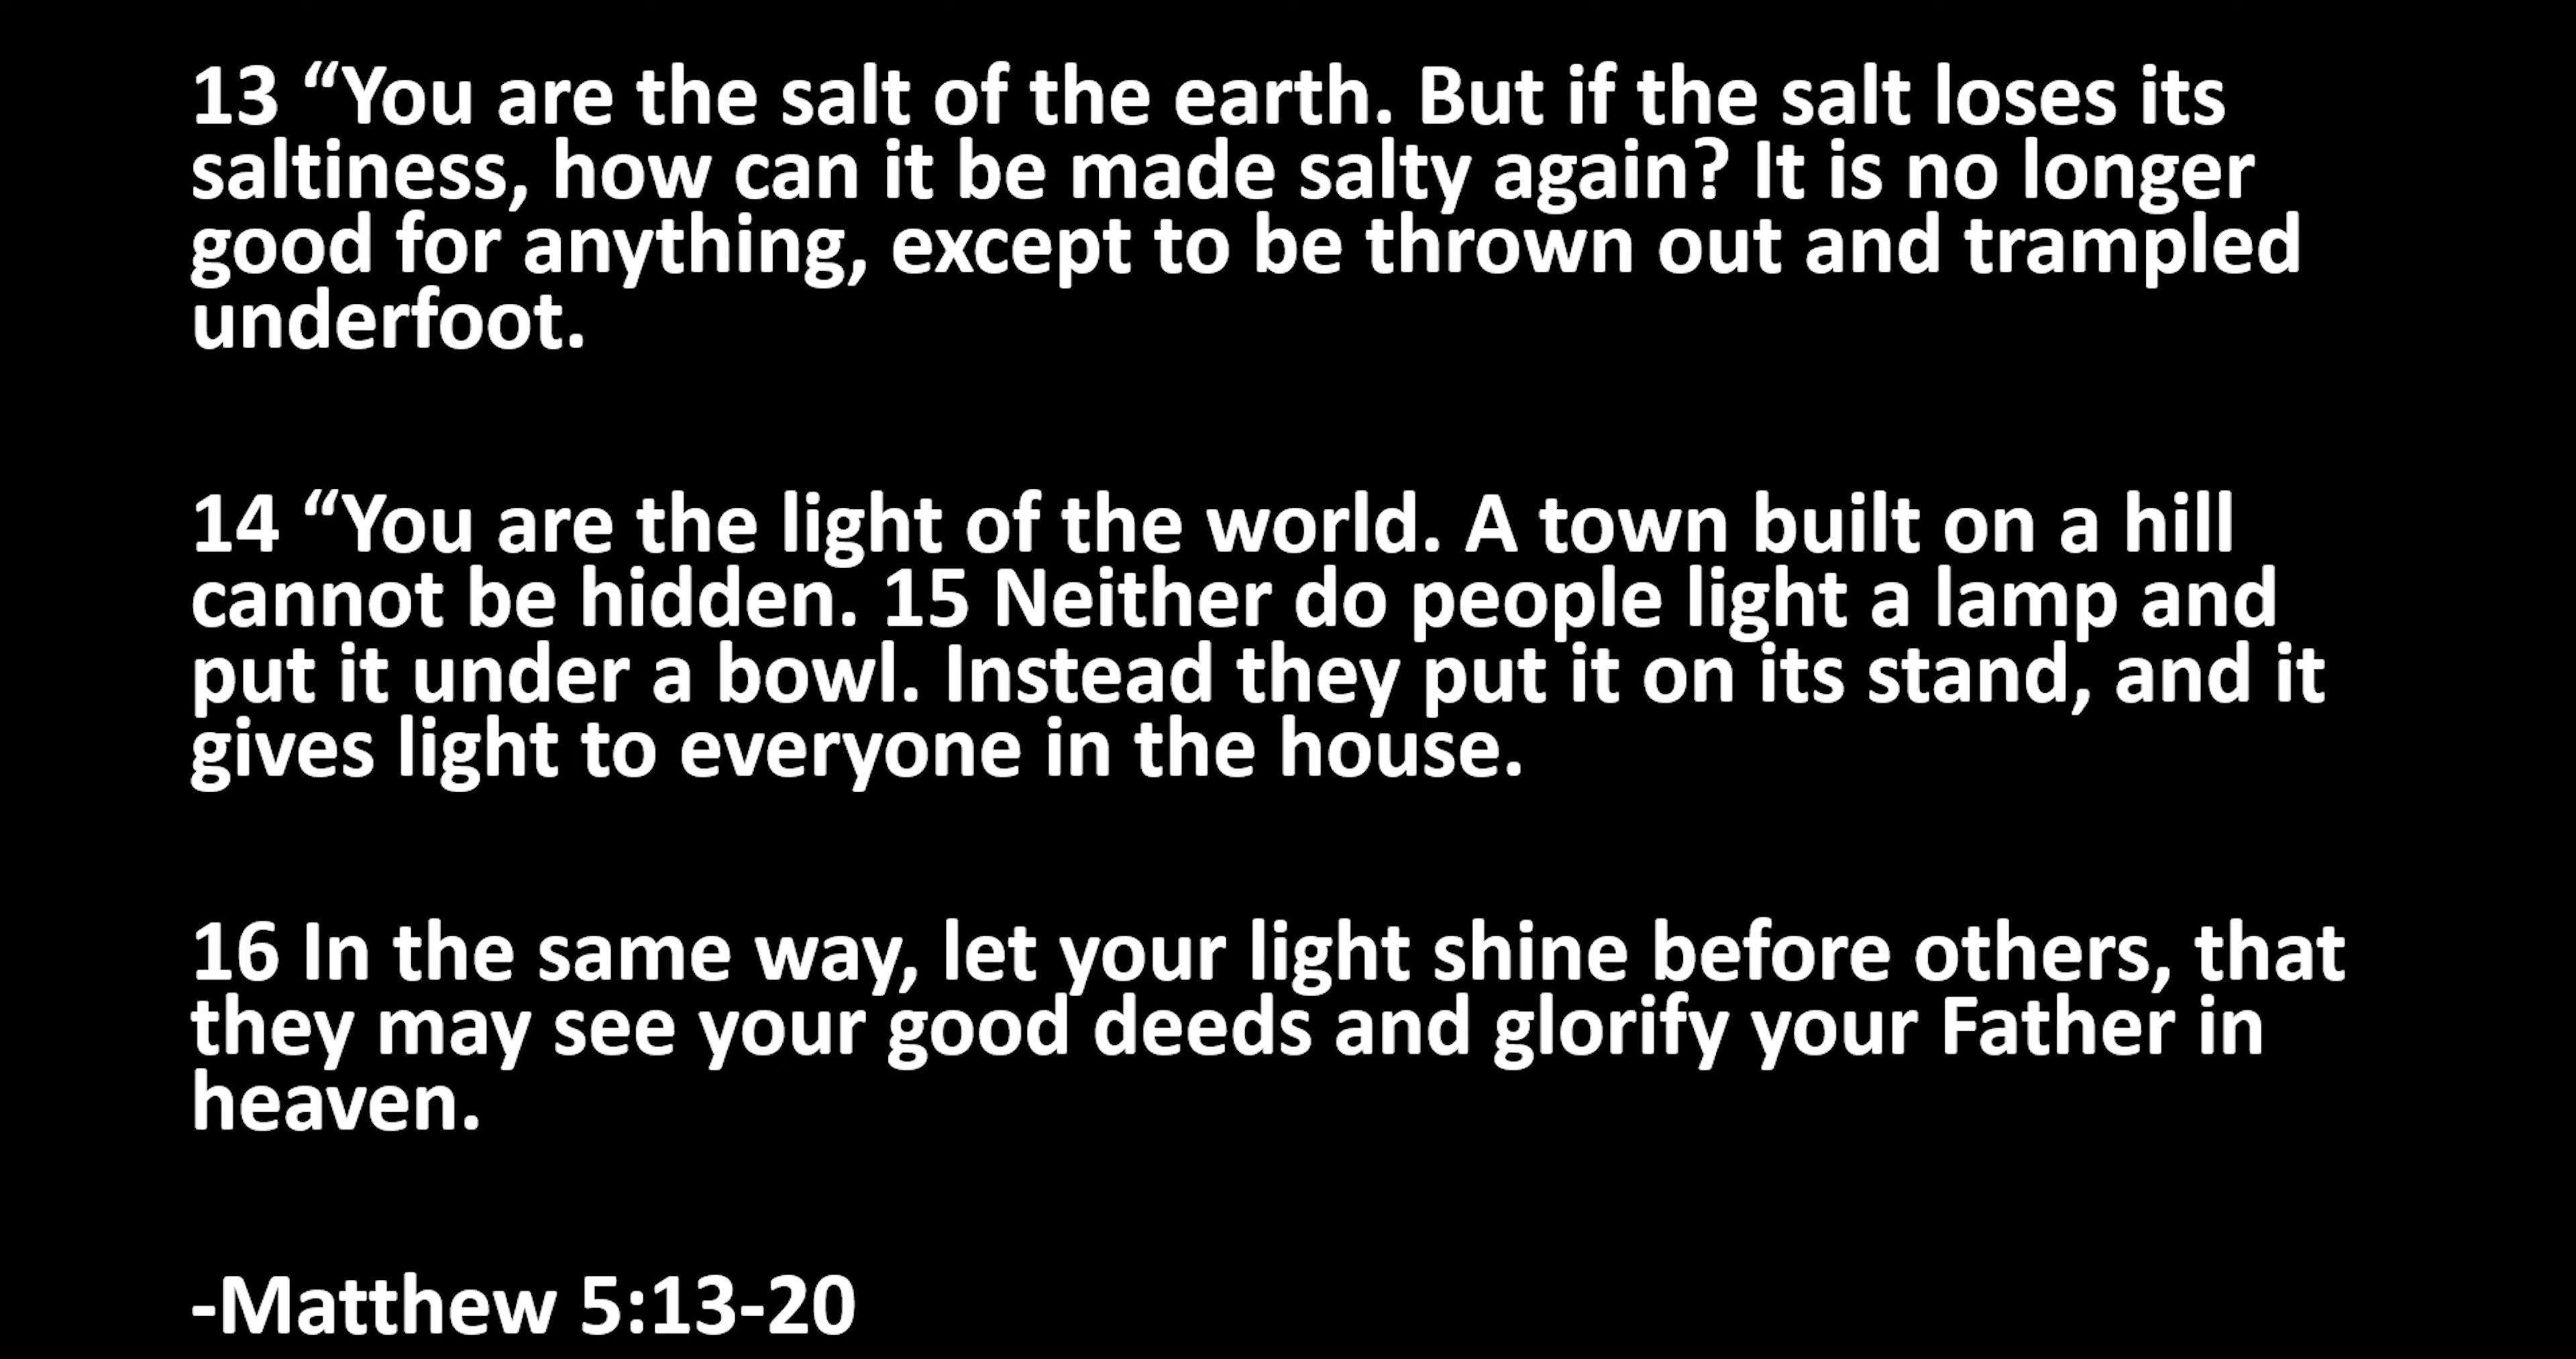 13 “You are the salt of the earth. But if the salt loses its
saltiness, how can it be made salty again? It is no longer
good for anything, except to be thrown out and trampled
underfoot.
14 “You are the light of the world. A town built on a hill
cannot be hidden. 15 Neither do people light a lamp and
put it under a bowl. Instead they put it on its stand, and it
gives light to everyone in the house.
16 In the same way, let your light shine before others, that
they may see your good deeds and glorify your Father in
heaven.
-Matthew 5:13-20